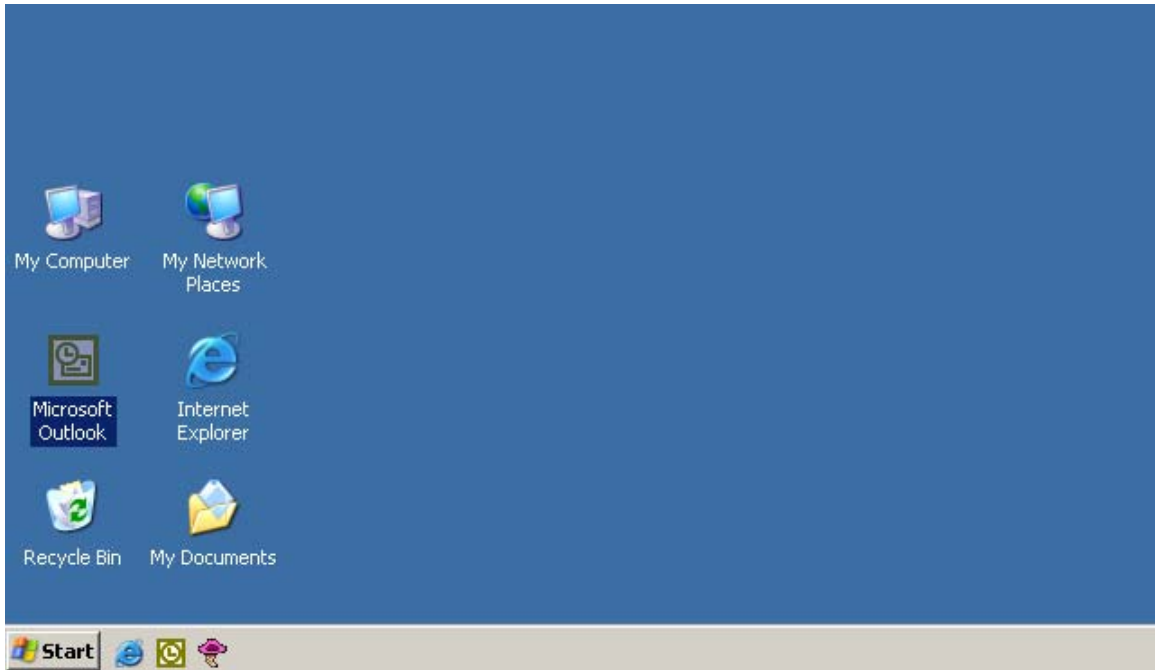 My Computer
My Network
Places
Microsoft
Outlook
Internet
Explorer
Recycle Bin
My Documents
Start